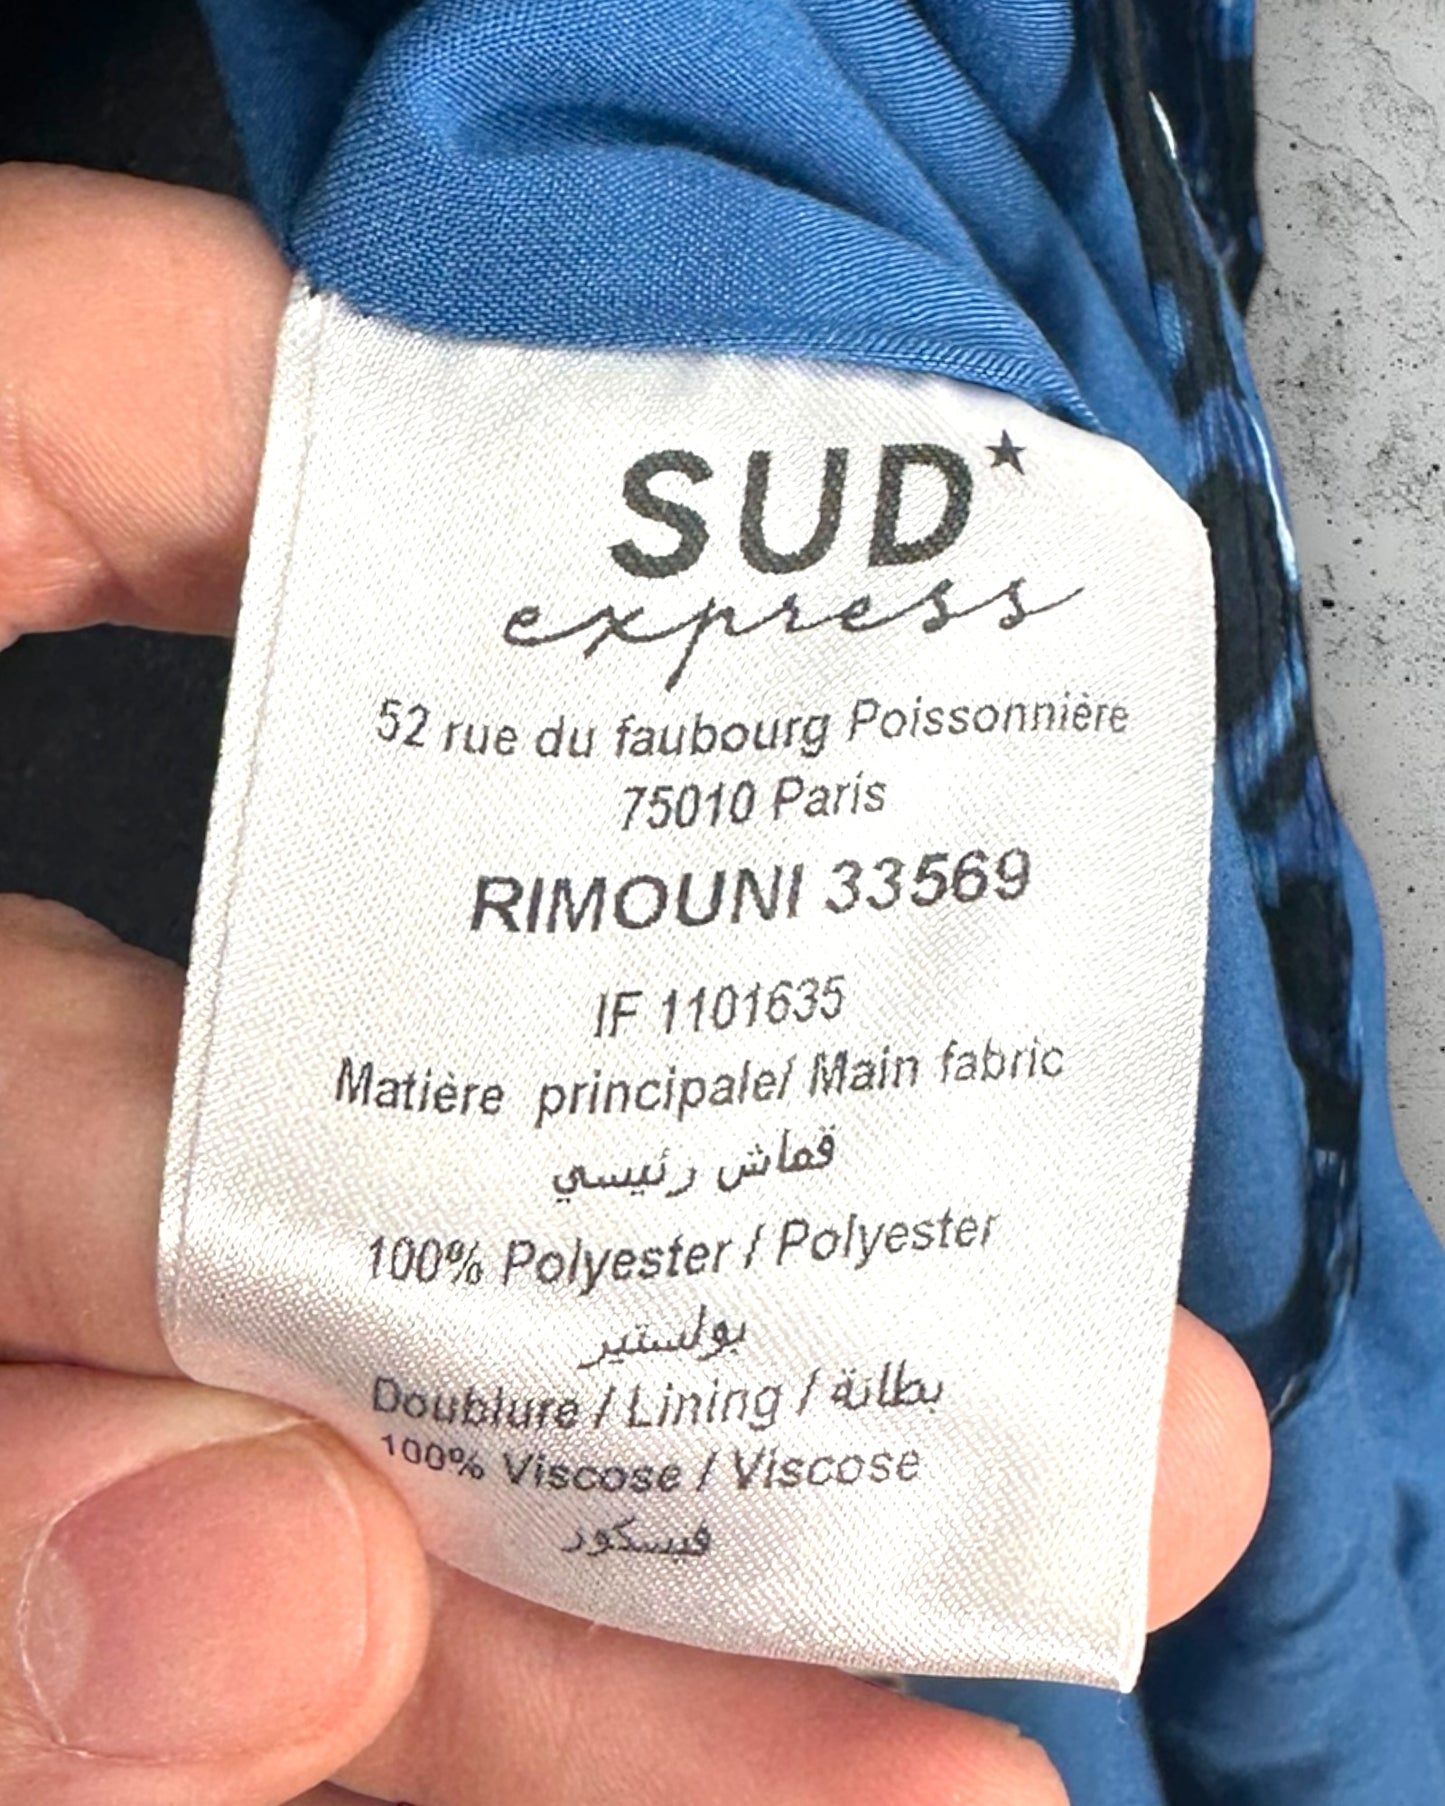 SUD★
express
52 rue du faubourg Poissonnière
75010 Paris
RIMOUNI 33569
IF 1101635
Matière principale/ Main fabric
قماش رئيسي
100% Polyester / Polyester
بولستير
Doublure / Lining / بطانة
100% Viscose / Viscose
فيسكور